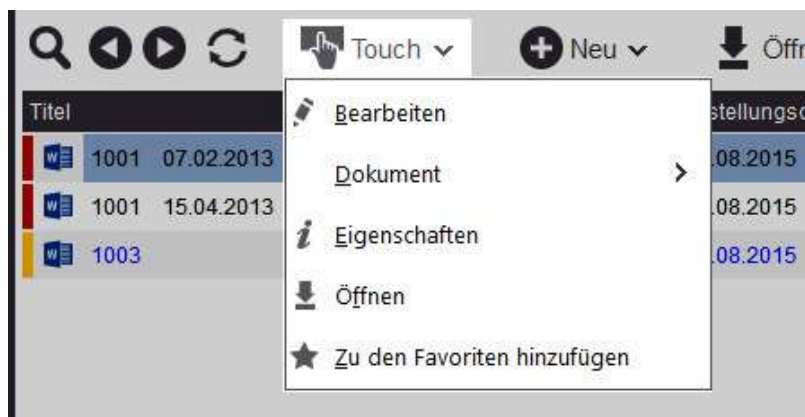 Touch Neu Öffn
Titel stellungsd
Bearbeiten
1001 07.02.2013 .08.2015
Dokument
1001 15.04.2013 .08.2015
Eigenschaften
1003 .08.2015
Öffnen
Zu den Favoriten hinzufügen